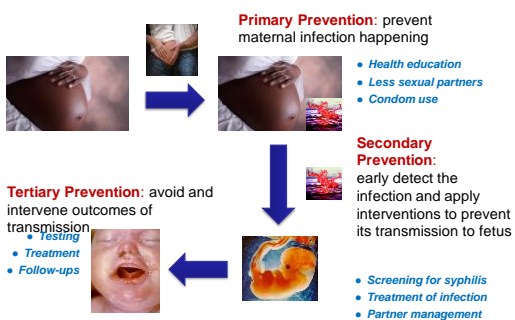 Primary Prevention: prevent
maternal infection happening
• Health education
• Less sexual partners
• Condom use
Secondary
Prevention:
early detect the
infection and apply
interventions to prevent
its transmission to fetus
• Screening for syphilis
• Treatment of infection
• Partner management
Tertiary Prevention: avoid and
intervene outcomes of
transmission
• Testing
• Treatment
• Follow-ups